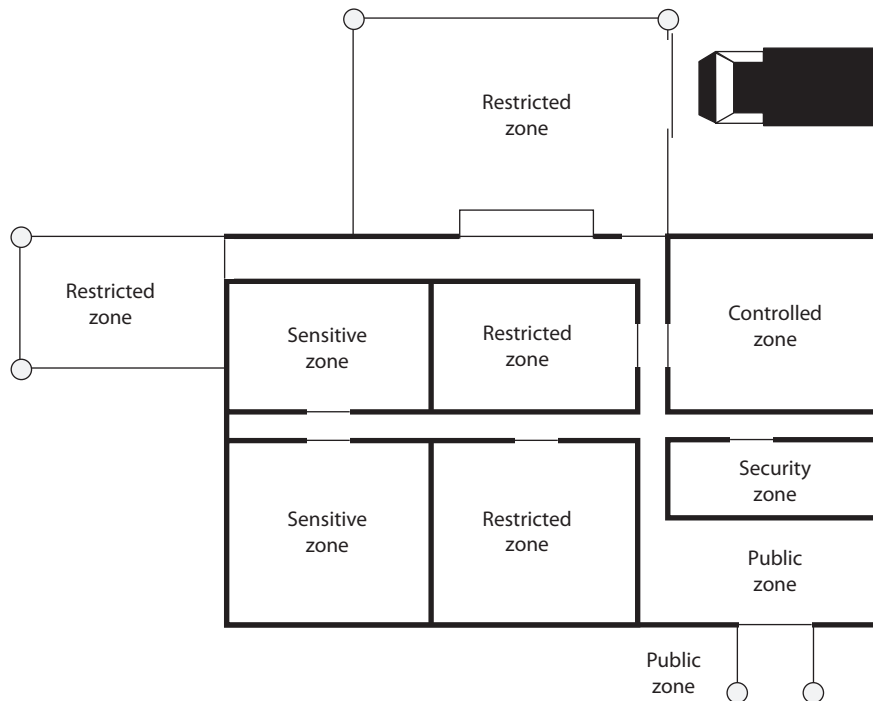 Restricted
zone
Restricted
zone
Sensitive
zone
Restricted
zone
Controlled
zone
Security
zone
Sensitive
zone
Restricted
zone
Public
zone
Public
zone